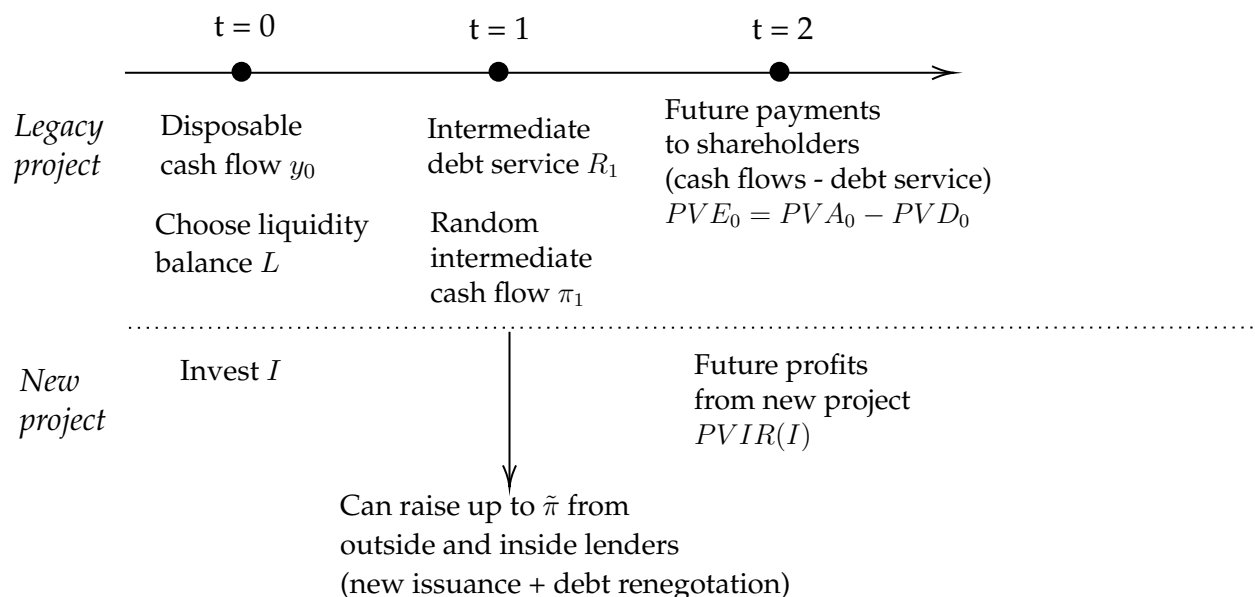 t = 0
t = 1
t = 2
Legacy
project
Disposable
cash flow y₀
Choose liquidity
balance L
Intermediate
debt service R₁
Random
intermediate
cash flow π₁
Future payments
to shareholders
(cash flows - debt service)
PVE₀ = PVA₀ − PVD₀
New
project
Invest I
Future profits
from new project
PVIR(I)
Can raise up to π̃ from
outside and inside lenders
(new issuance + debt renegotation)